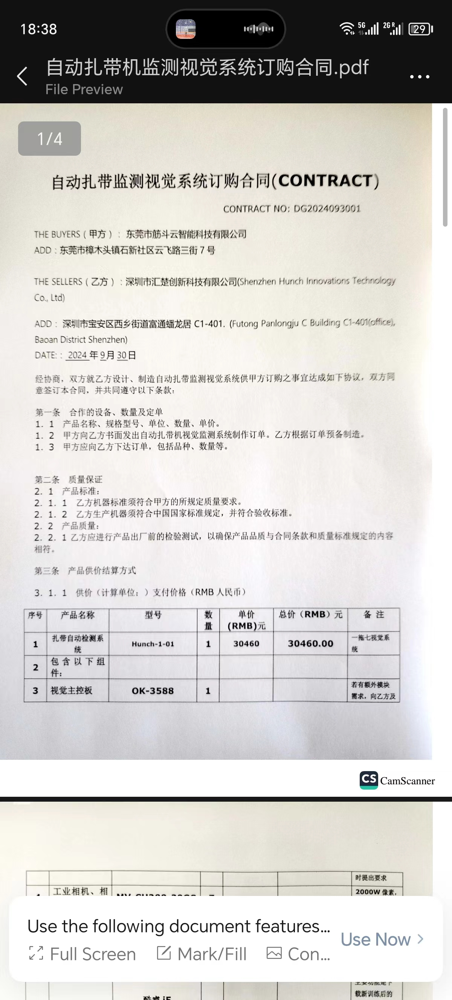 18:38
5G
2G R
29
自动扎带机监测视觉系统订购合同.pdf
File Preview
1/4
自动扎带监测视觉系统订购合同(CONTRACT)
CONTRACT NO: DG2024093001
THE BUYERS ( 甲方 ) : 东莞市筋斗云智能科技有限公司
ADD : 东莞市樟木头镇石新社区云飞路三街 7 号
THE SELLERS ( 乙方 ) : 深圳市汇楚创新科技有限公司(Shenzhen Hunch Innovations Technology
Co., Ltd)
ADD : 深圳市宝安区西乡街道富通蟠龙居 C1-401. (Futong Panlongju C Building C1-401(office),
Baoan District Shenzhen)
DATE: : 2024 年 9月 30日
经协商，双方就乙方设计、制造自动扎带监测视觉系统供甲方订购之事宜达成如下协议，双方同
意签订本合同，并共同遵守以下条款：
第一条 合作的设备、数量及定单
1. 1 产品名称、规格型号、单位、数量、单价。
1. 2 甲方向乙方书面发出自动扎带机视觉监测系统制作订单。乙方根据订单预备制造。
1. 3 甲方应向乙方下达订单，包括品种、数量等。
第二条 质量保证
2. 1 产品标准：
2. 1. 1 乙方机器标准须符合甲方的所规定质量要求。
2. 1. 2 乙方生产机器须符合中国国家标准规定，并符合验收标准。
2. 2 产品质量：
2. 2. 1 乙方应进行产品出厂前的检验测试，以确保产品品质与合同条款和质量标准规定的内容
相符。
第三条 产品供价结算方式
3. 1. 1 供价（计算单位：）支付价格（RMB 人民币）
序号 产品名称 型号 数量 单价(RMB)元 总价（RMB）元 备 注
1 扎带自动检测系统 Hunch-1-01 1 30460 30460.00 一拖七视觉系统
2 包含以下组件：
3 视觉主控板 OK-3588 1 若有额外模块需求，向乙方及
CS CamScanner
时提出要求
工业相机、相 2000W 像素，
Use the following document features...
Use Now
Full Screen Mark/Fill Con...
载新训练后的